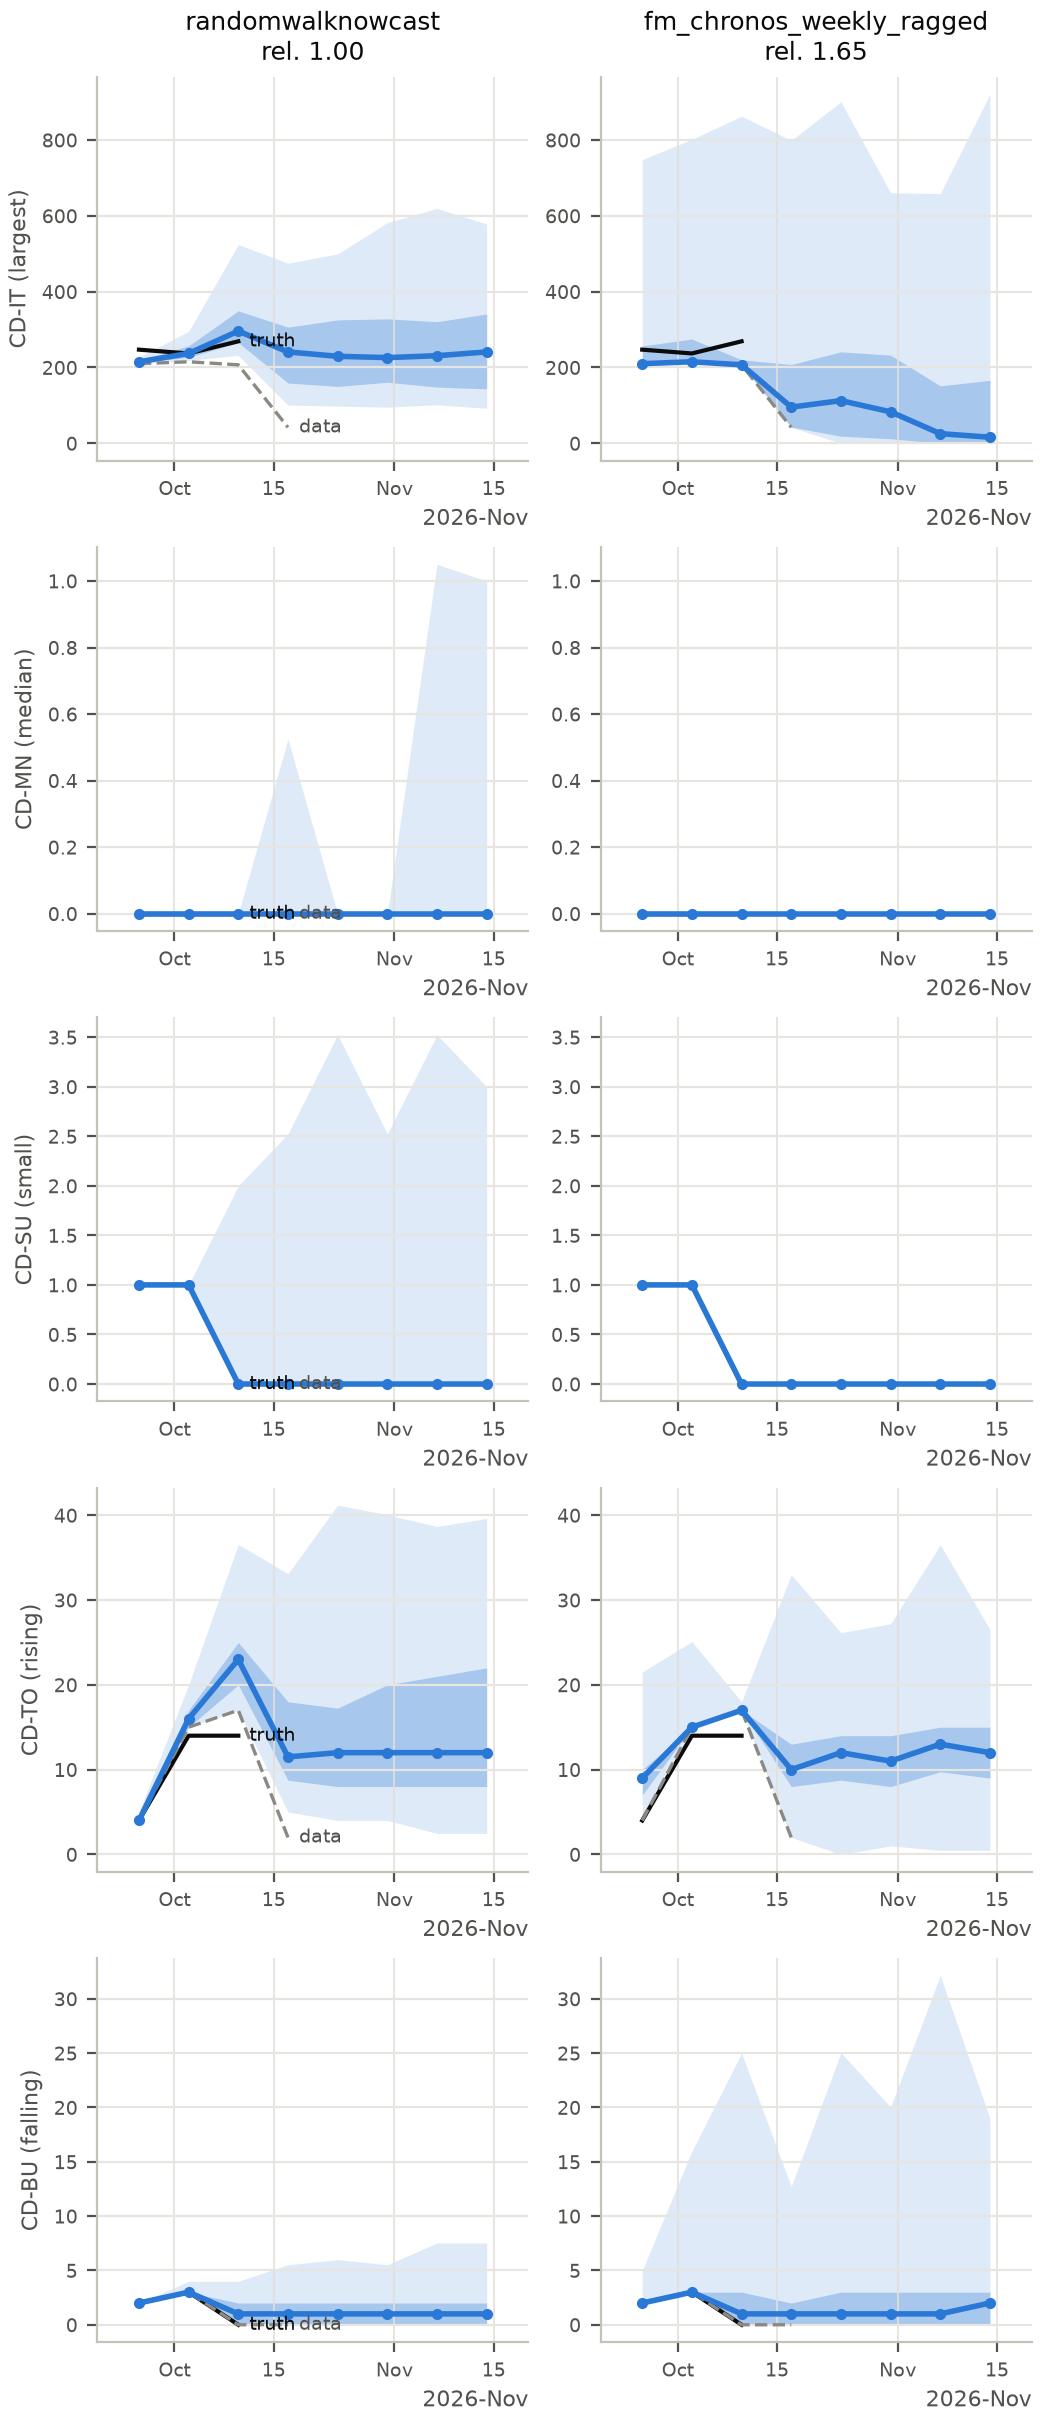 randomwalknowcast
rel. 1.00
fm_chronos_weekly_ragged
rel. 1.65
CD-IT (largest)
800
600
400
200
0
truth
data
Oct
15
Nov
15
2026-Nov
800
600
400
200
0
Oct
15
Nov
15
2026-Nov
CD-MN (median)
1.0
0.8
0.6
0.4
0.2
0.0
truth
data
Oct
15
Nov
15
2026-Nov
1.0
0.8
0.6
0.4
0.2
0.0
Oct
15
Nov
15
2026-Nov
CD-SU (small)
3.5
3.0
2.5
2.0
1.5
1.0
0.5
0.0
truth
data
Oct
15
Nov
15
2026-Nov
3.5
3.0
2.5
2.0
1.5
1.0
0.5
0.0
Oct
15
Nov
15
2026-Nov
CD-TO (rising)
40
30
20
10
0
truth
data
Oct
15
Nov
15
2026-Nov
40
30
20
10
0
Oct
15
Nov
15
2026-Nov
CD-BU (falling)
30
25
20
15
10
5
0
truth
data
Oct
15
Nov
15
2026-Nov
30
25
20
15
10
5
0
Oct
15
Nov
15
2026-Nov